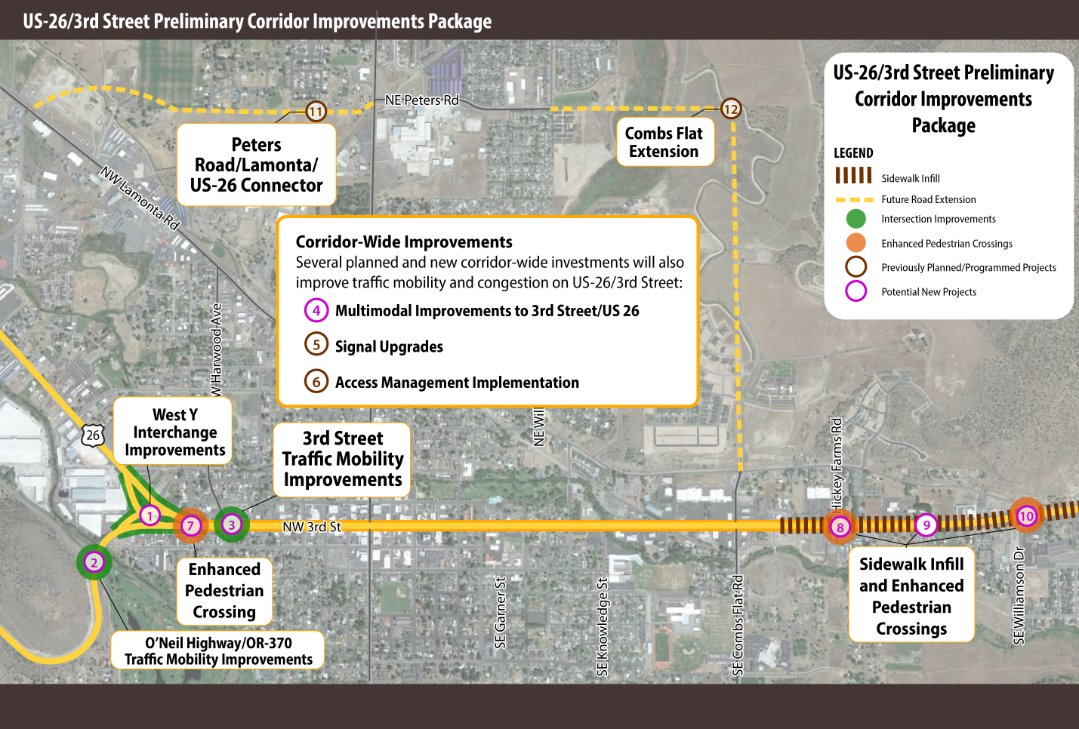 US-26/3rd Street Preliminary Corridor Improvements Package
US-26/3rd Street Preliminary
Corridor Improvements
Package
LEGEND
Sidewalk Infill
Future Road Extension
Intersection Improvements
Enhanced Pedestrian Crossings
Previously Planned/Programmed Projects
Potential New Projects
NE Peters Rd
11
12
Peters
Road/Lamonta/
US-26 Connector
Combs Flat
Extension
NW Lamonta Rd
Corridor-Wide Improvements
Several planned and new corridor-wide investments will also
improve traffic mobility and congestion on US-26/3rd Street:
4 Multimodal Improvements to 3rd Street/US 26
5 Signal Upgrades
6 Access Management Implementation
W Harwood Ave
NE Wil
Hickey Farms Rd
26
West Y
Interchange
Improvements
3rd Street
Traffic Mobility
Improvements
1
7
3
NW 3rd St
8
9
10
2
Enhanced
Pedestrian
Crossing
O'Neil Highway/OR-370
Traffic Mobility Improvements
SE Garner St
SE Knowledge St
SE Combs Flat Rd
Sidewalk Infill
and Enhanced
Pedestrian
Crossings
SE Williamson Dr